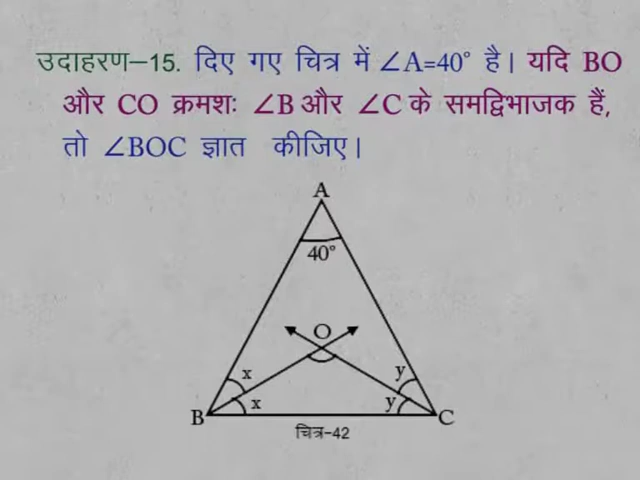 उदाहरण–15. दिए गए चित्र में ∠A=40° है। यदि BO
और CO क्रमशः ∠B और ∠C के समद्विभाजक हैं,
तो ∠BOC ज्ञात कीजिए।
A
40°
O
x y
x y
B C
चित्र-42